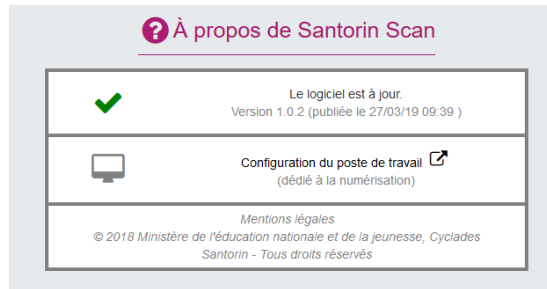 À propos de Santorin Scan
Le logiciel est à jour.
Version 1.0.2 (publiée le 27/03/19 09:39 )
Configuration du poste de travail
(dédié à la numérisation)
Mentions légales
© 2018 Ministère de l'éducation nationale et de la jeunesse, Cyclades
Santorin - Tous droits réservés